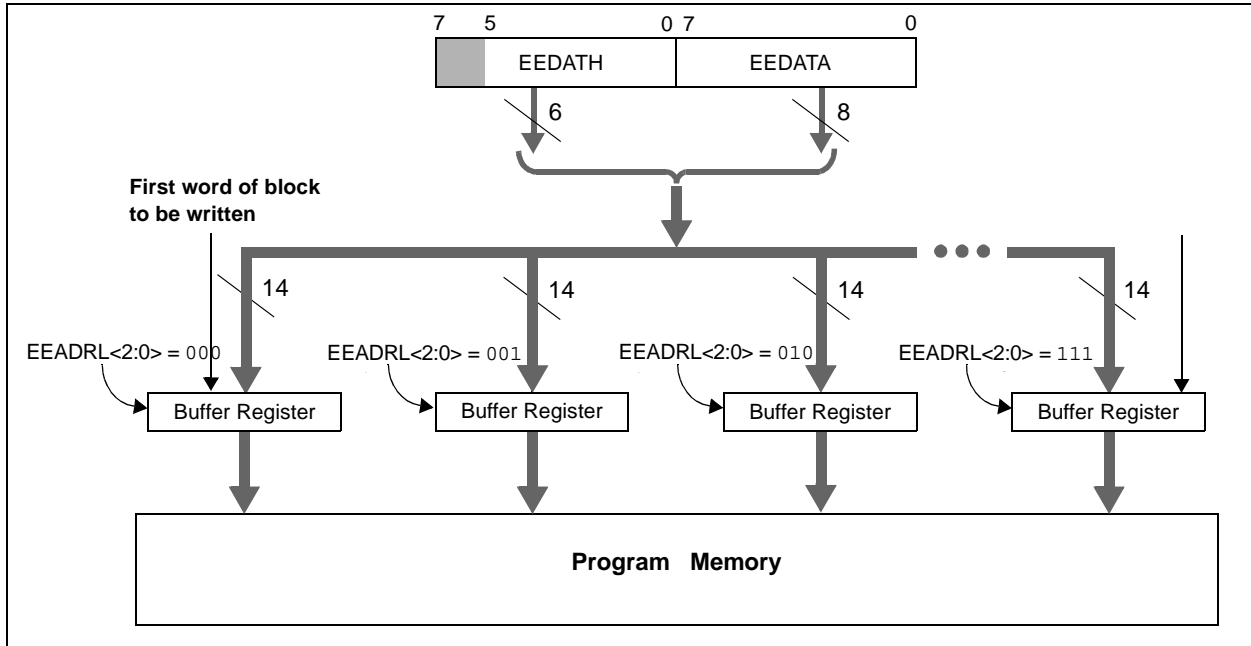 7 5 0 7 0
EEDATH EEDATA
6 8
First word of block
to be written
14 14 14 14
EEADRL<2:0> = 000 EEADRL<2:0> = 001 EEADRL<2:0> = 010 EEADRL<2:0> = 111
Buffer Register Buffer Register Buffer Register Buffer Register
Program Memory